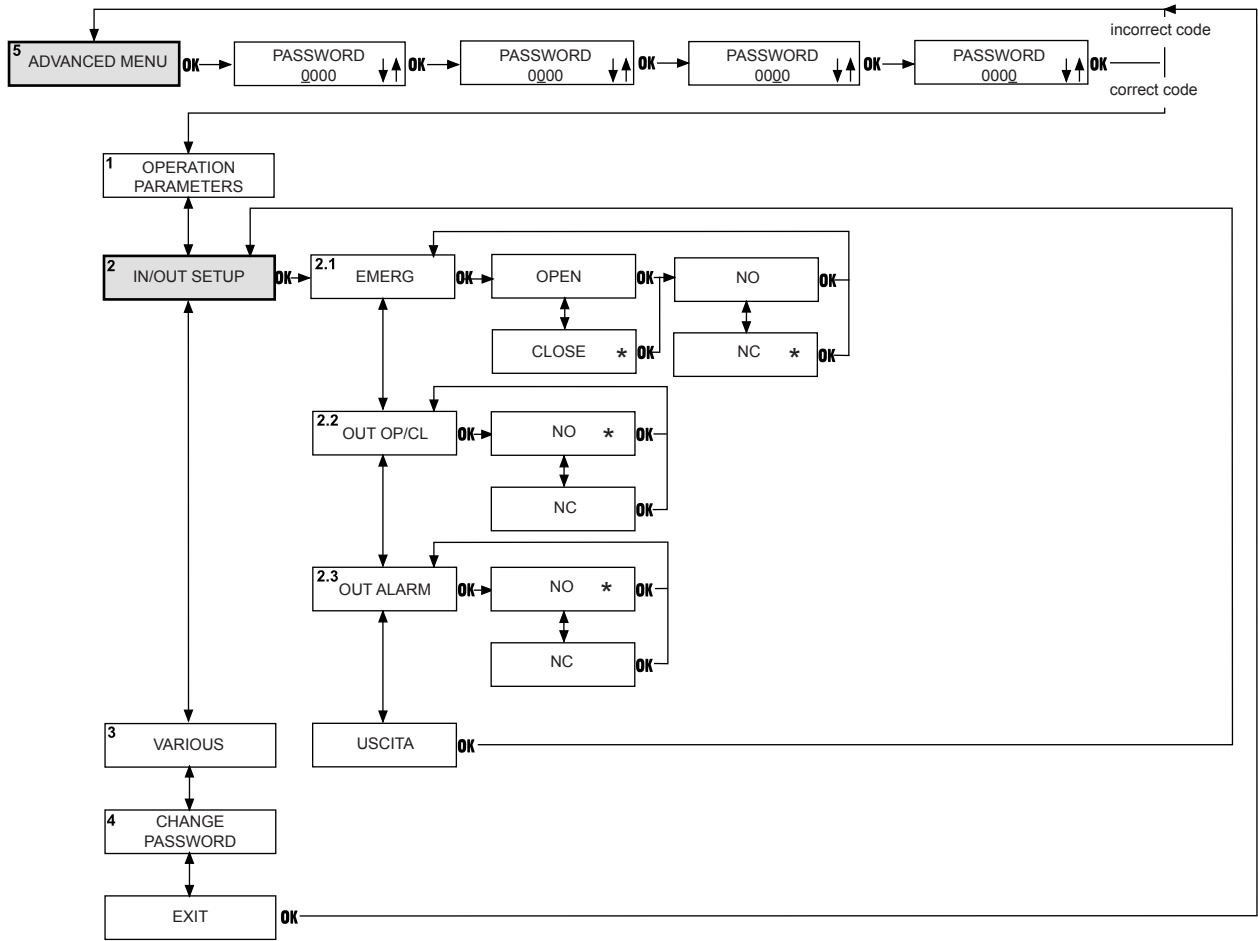 incorrect code
5
ADVANCED MENU
OK
PASSWORD
0000
OK
PASSWORD
0000
OK
PASSWORD
0000
OK
PASSWORD
0000
OK
correct code
1
OPERATION
PARAMETERS
2
IN/OUT SETUP
OK
2.1
EMERG
OK
OPEN
OK
NO
OK
CLOSE *
OK
NC *
OK
2.2
OUT OP/CL
OK
NO *
OK
NC
OK
2.3
OUT ALARM
OK
NO *
OK
NC
OK
3
VARIOUS
USCITA
OK
4
CHANGE
PASSWORD
EXIT
OK